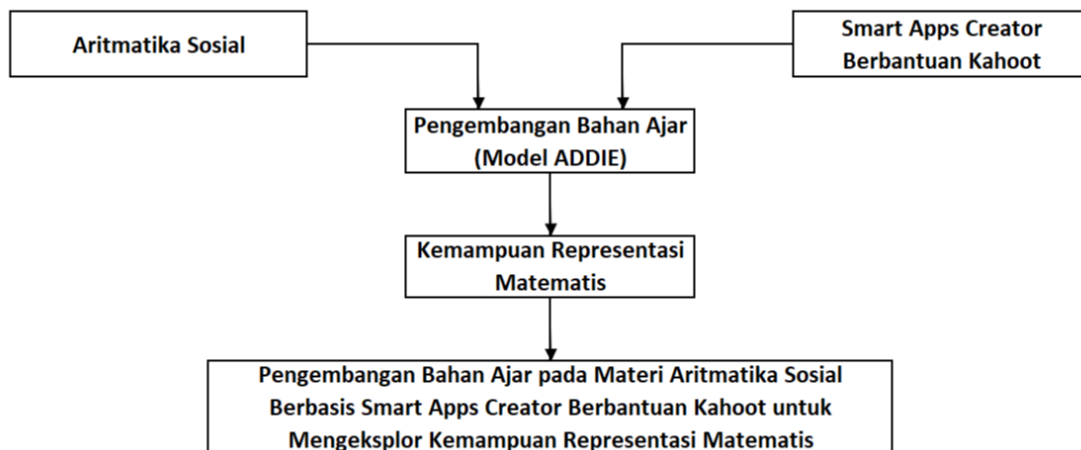 Aritmatika Sosial
Smart Apps Creator
Berbantuan Kahoot
Pengembangan Bahan Ajar
(Model ADDIE)
Kemampuan Representasi
Matematis
Pengembangan Bahan Ajar pada Materi Aritmatika Sosial
Berbasis Smart Apps Creator Berbantuan Kahoot untuk
Mengeksplor Kemampuan Representasi Matematis